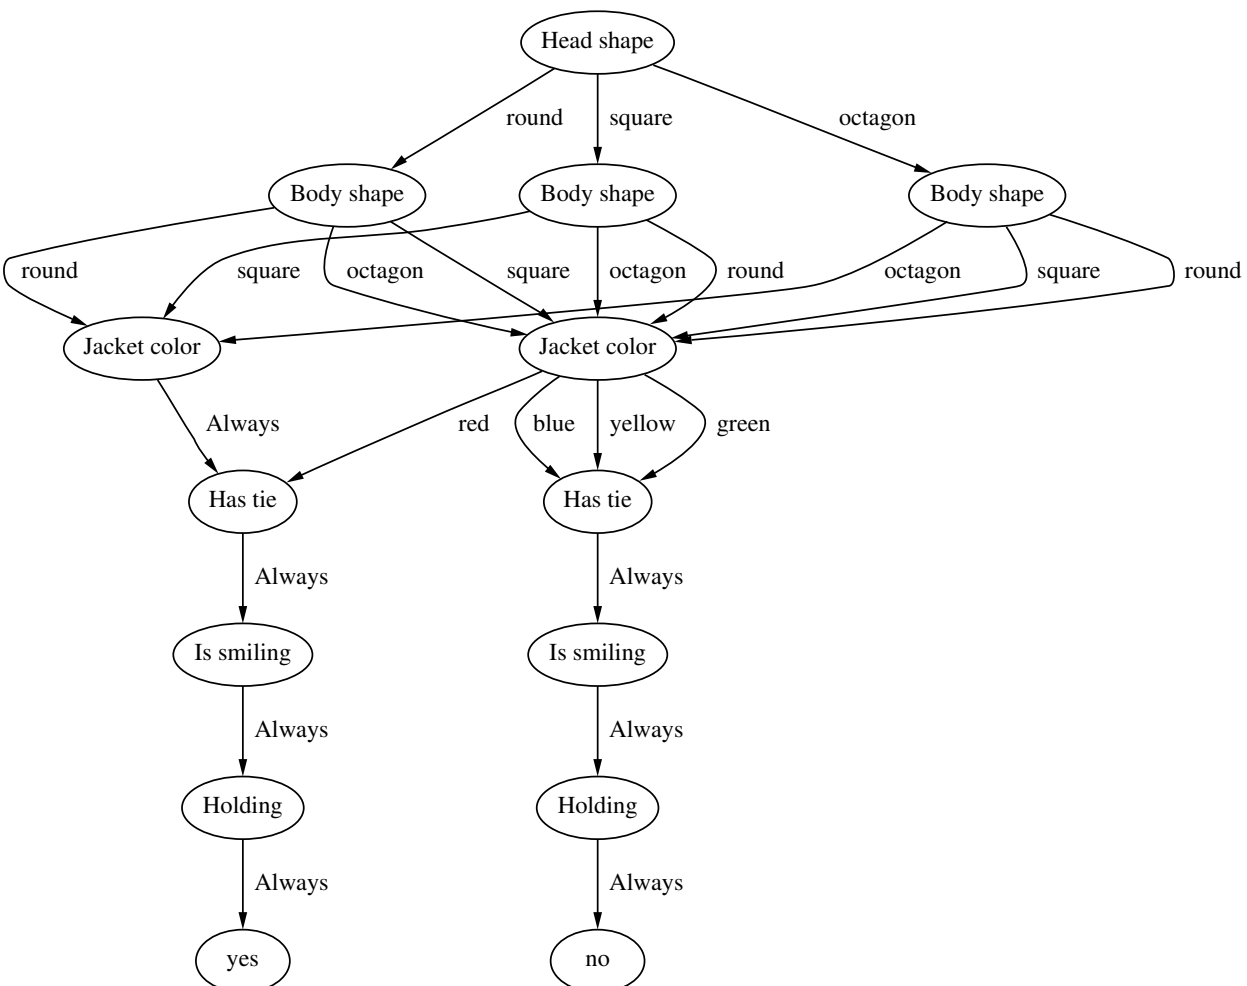 Head shape
round
square
octagon
Body shape
Body shape
Body shape
round
square
octagon
square
octagon
round
octagon
square
round
Jacket color
Jacket color
Always
red
blue
yellow
green
Has tie
Has tie
Always
Always
Is smiling
Is smiling
Always
Always
Holding
Holding
Always
Always
yes
no